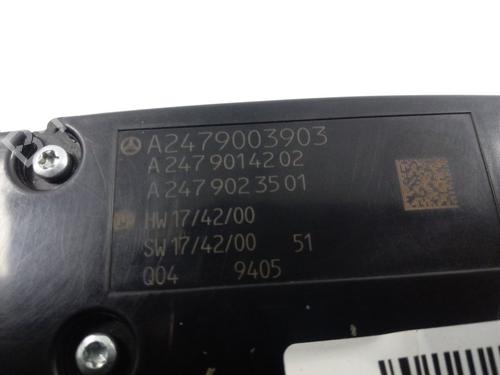 A2479003903
A 247 901 42 02
A 247 902 35 01
HW 17/42/00
SW 17/42/00 51
Q04 9405